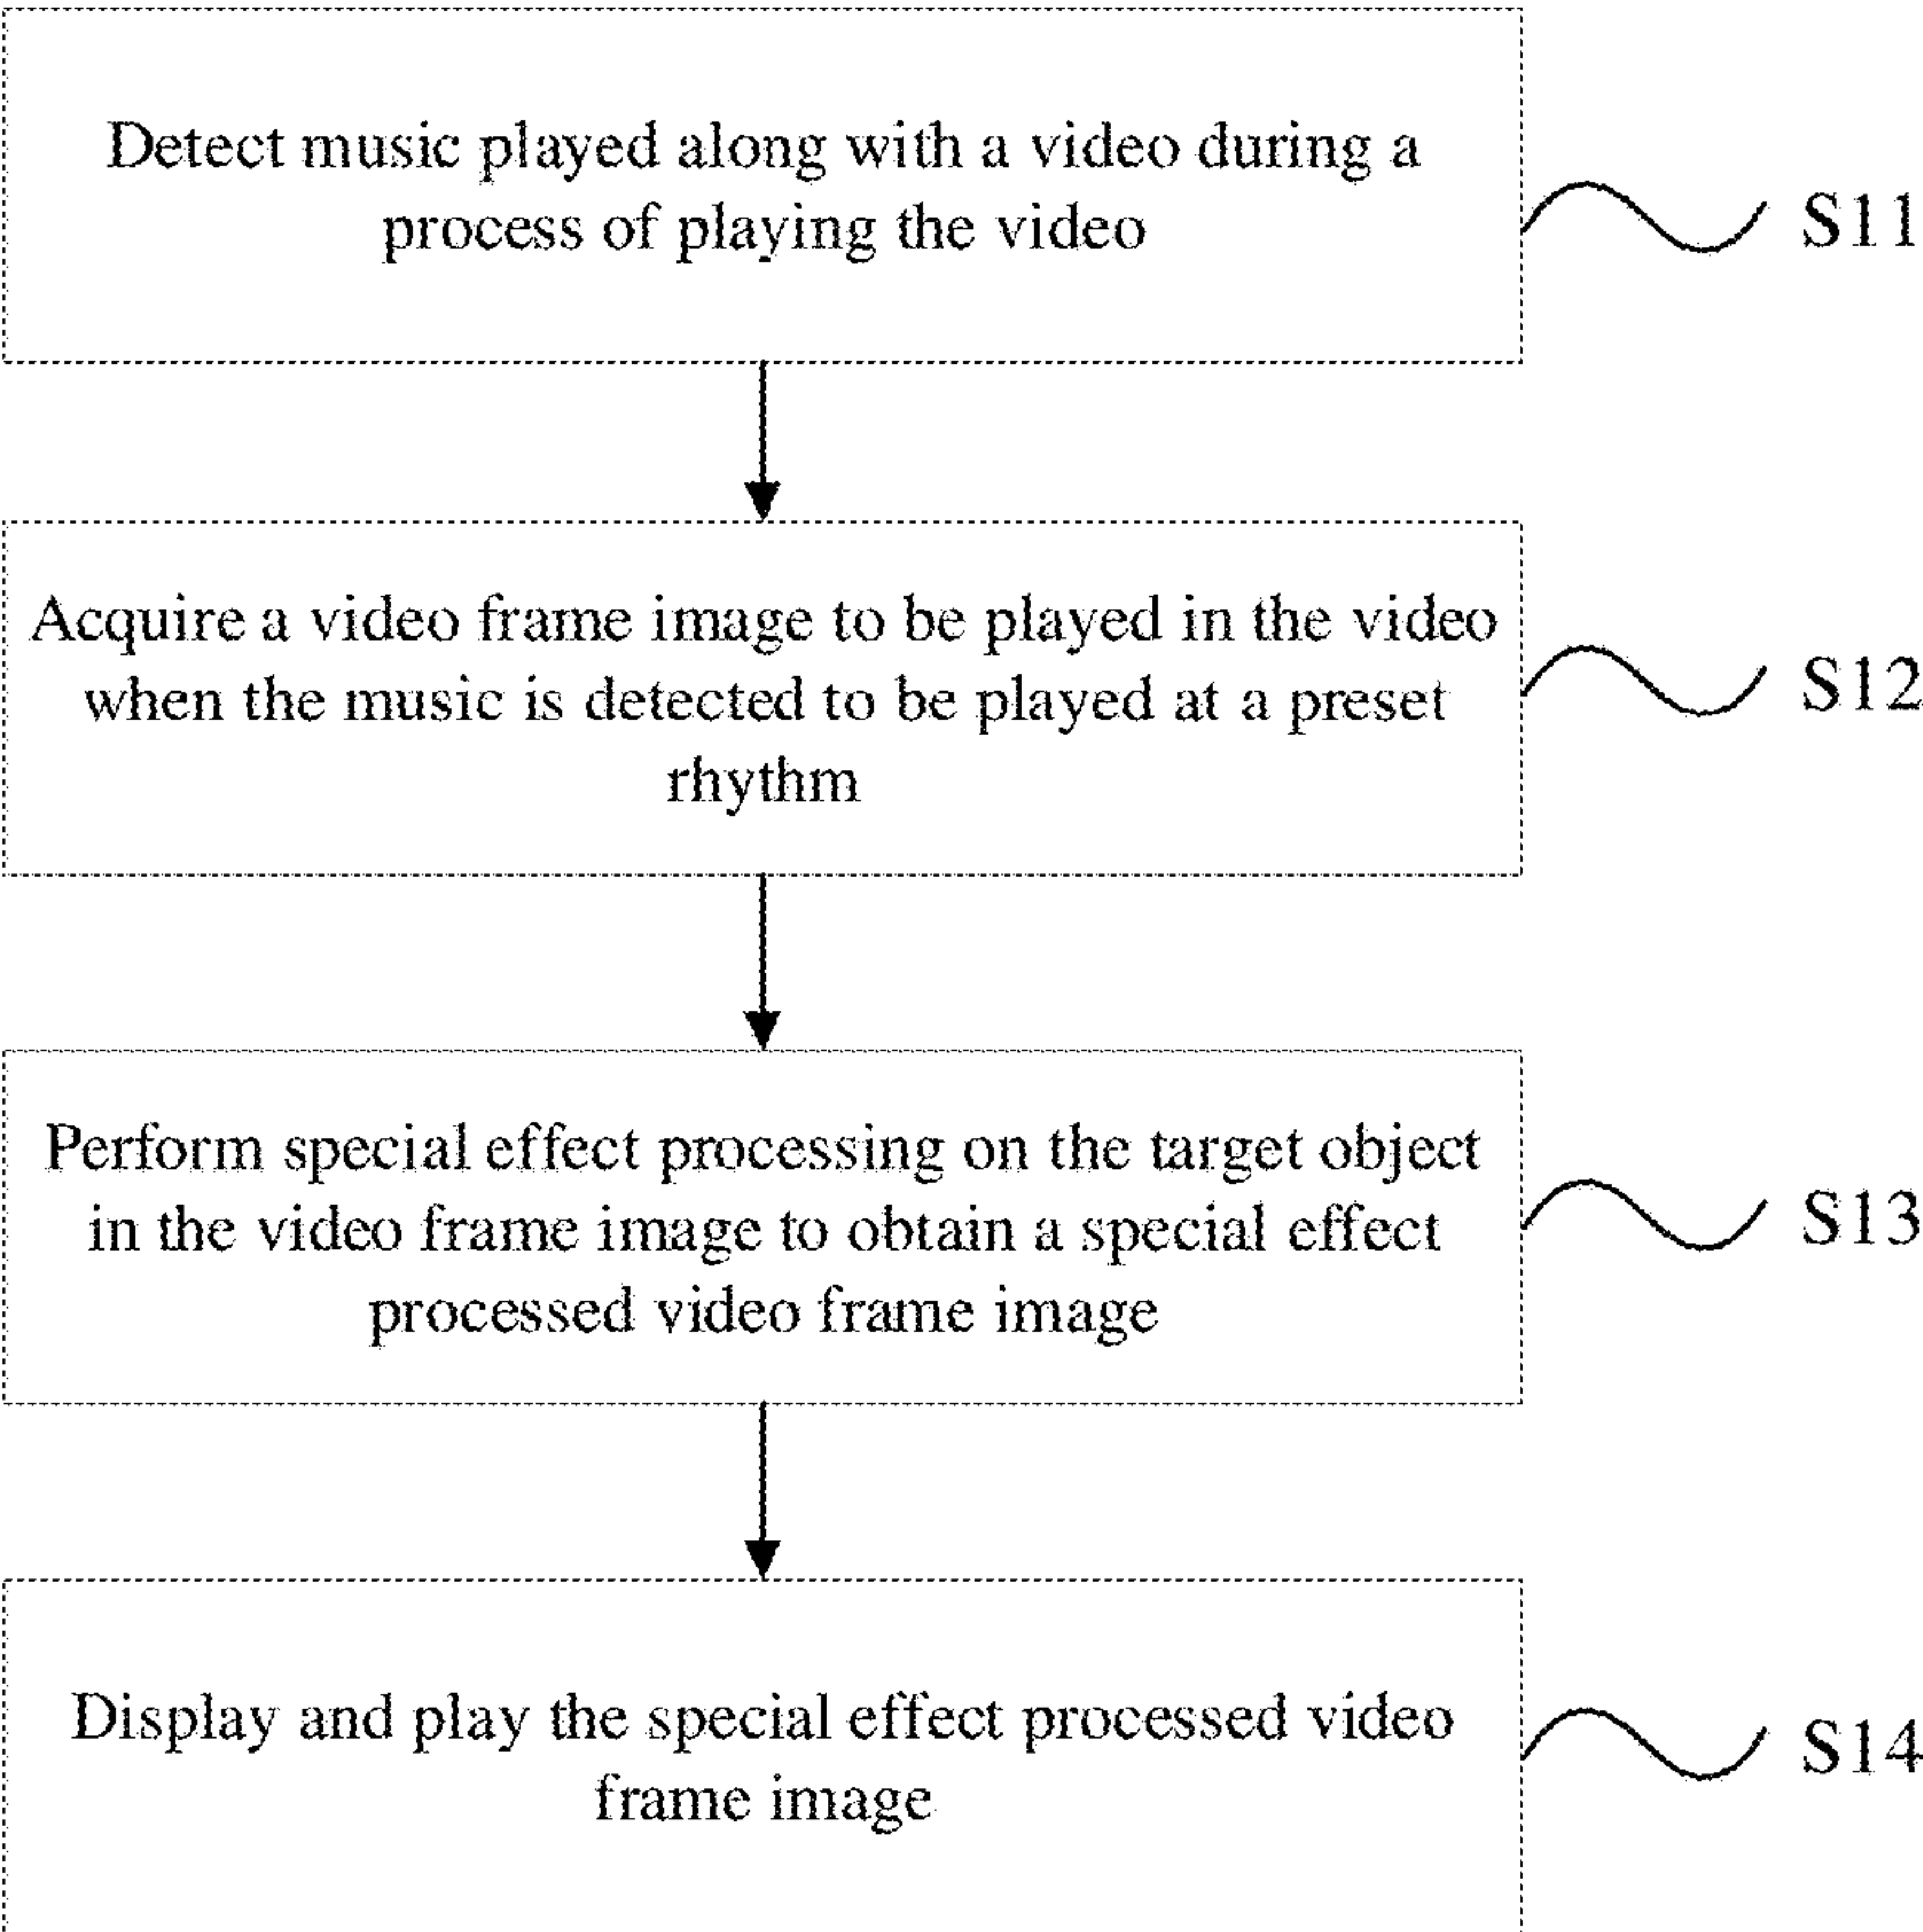 Detect music played along with a video during a
process of playing the video
S11
Acquire a video frame image to be played in the video
when the music is detected to be played at a preset
rhythm
S12
Perform special effect processing on the target object
in the video frame image to obtain a special effect
processed video frame image
S13
Display and play the special effect processed video
frame image
S14